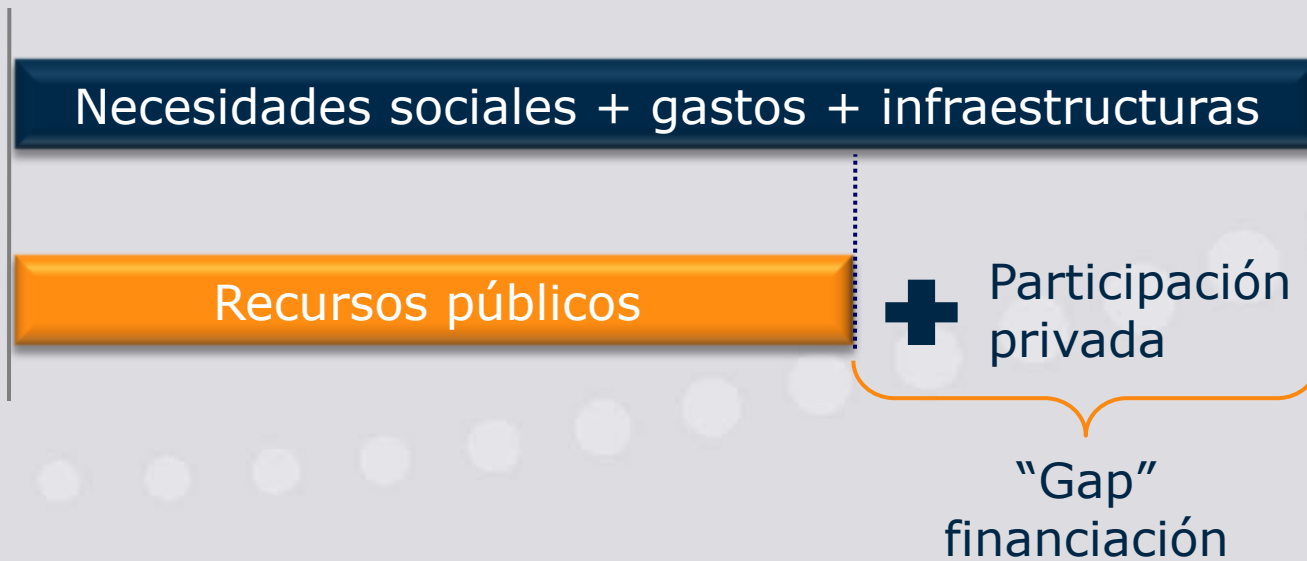 Necesidades sociales + gastos + infraestructuras
Recursos públicos
Participación
privada
“Gap”
financiación